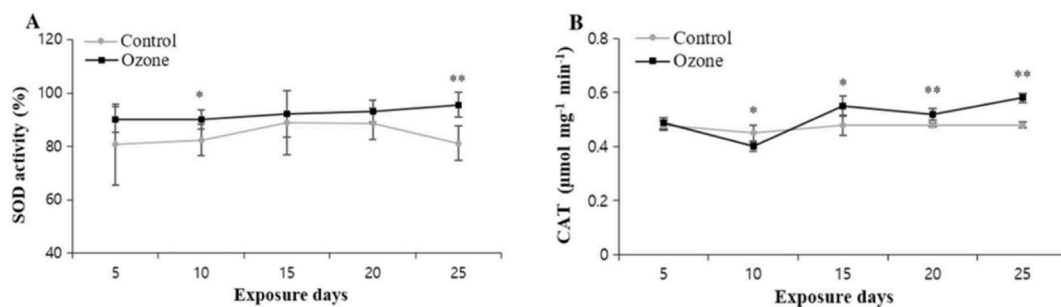 A
Control
Ozone
SOD activity (%)
120
100
80
60
40
*
**
5 10 15 20 25
Exposure days
B
Control
Ozone
CAT (μmol mg⁻¹ min⁻¹)
0.8
0.6
0.4
0.2
0
*
*
**
**
5 10 15 20 25
Exposure days